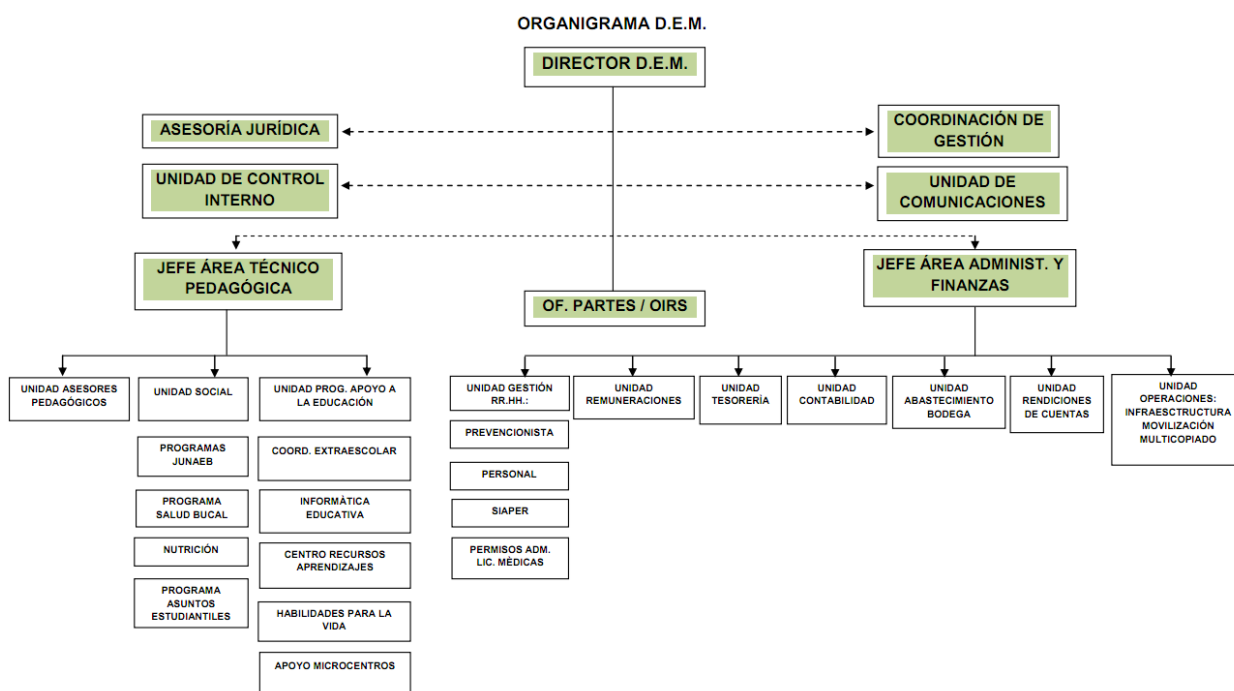 ORGANIGRAMA D.E.M.
DIRECTOR D.E.M.
ASESORÍA JURÍDICA
COORDINACIÓN DE
GESTIÓN
UNIDAD DE CONTROL
INTERNO
UNIDAD DE
COMUNICACIONES
JEFE ÁREA TÉCNICO
PEDAGÓGICA
JEFE ÁREA ADMINIST. Y
FINANZAS
OF. PARTES / OIRS
UNIDAD ASESORES
PEDAGÓGICOS
UNIDAD SOCIAL
PROGRAMAS
JUNAEB
PROGRAMA
SALUD BUCAL
NUTRICIÓN
PROGRAMA
ASUNTOS
ESTUDIANTILES
UNIDAD PROG. APOYO A
LA EDUCACIÓN
COORD. EXTRAESCOLAR
INFORMÀTICA
EDUCATIVA
CENTRO RECURSOS
APRENDIZAJES
HABILIDADES PARA LA
VIDA
APOYO MICROCENTROS
UNIDAD GESTIÓN
RR.HH.:
PREVENCIONISTA
PERSONAL
SIAPER
PERMISOS ADM.
LIC. MÈDICAS
UNIDAD
REMUNERACIONES
UNIDAD
TESORERÍA
UNIDAD
CONTABILIDAD
UNIDAD
ABASTECIMIENTO
BODEGA
UNIDAD
RENDICIONES
DE CUENTAS
UNIDAD
OPERACIONES:
INFRAESCTRUCTURA
MOVILIZACIÓN
MULTICOPIADO